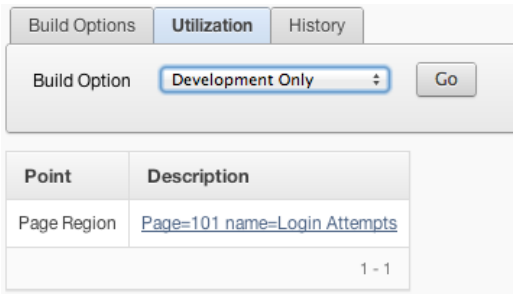 Build Options Utilization History
Build Option Development Only Go
Point Description
Page Region Page=101 name=Login Attempts
1 - 1